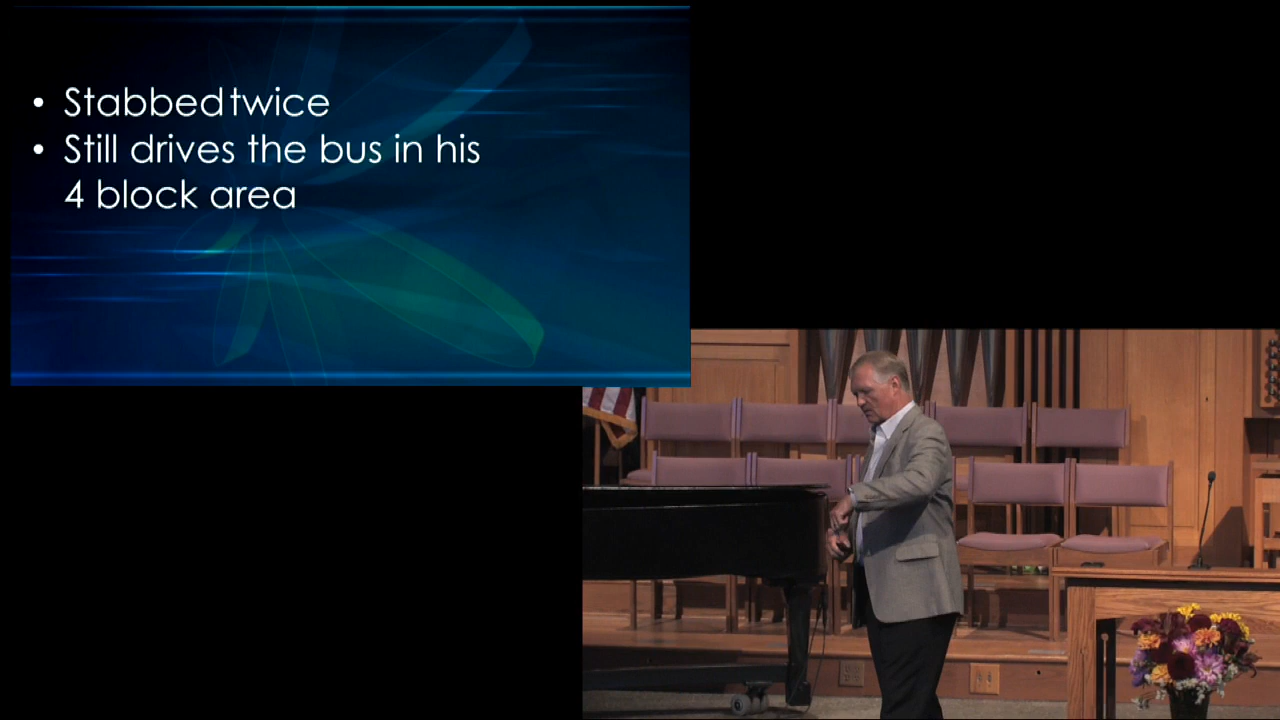 • Stabbed twice
• Still drives the bus in his
4 block area